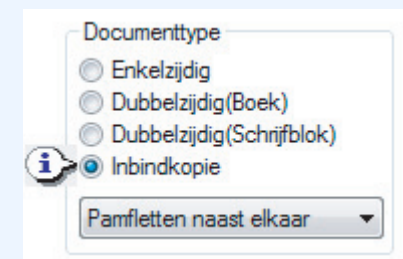 Documenttype
Enkelzijdig
Dubbelzijdig(Boek)
Dubbelzijdig(Schrijfblok)
Inbindkopie
Pamfletten naast elkaar